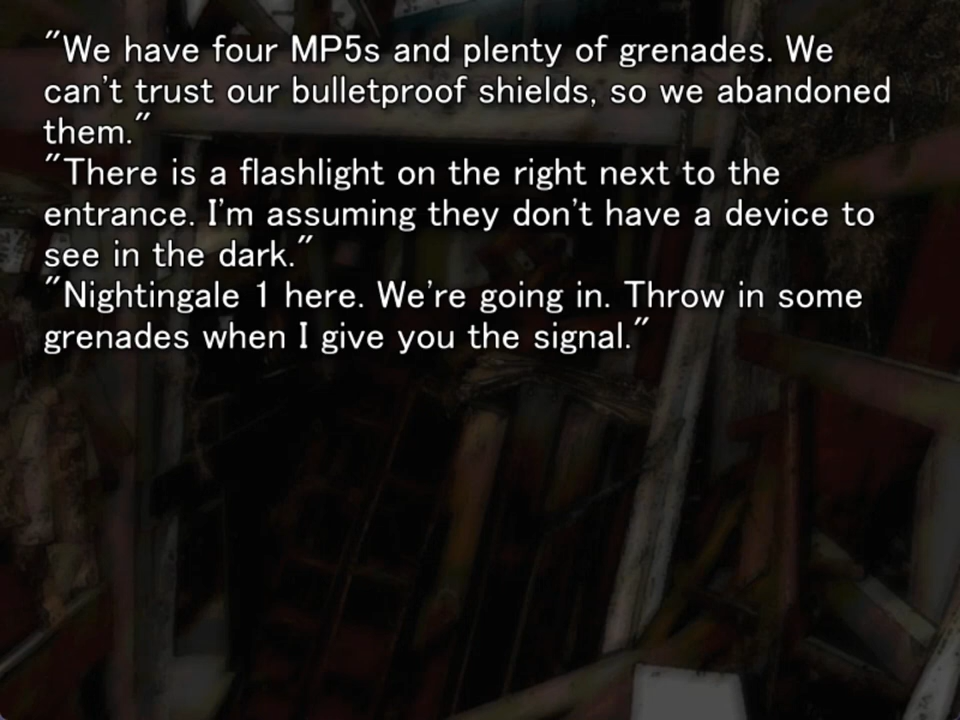 "We have four MP5s and plenty of grenades. We
can't trust our bulletproof shields, so we abandoned
them."
"There is a flashlight on the right next to the
entrance. I'm assuming they don't have a device to
see in the dark."
"Nightingale 1 here. We're going in. Throw in some
grenades when I give you the signal."